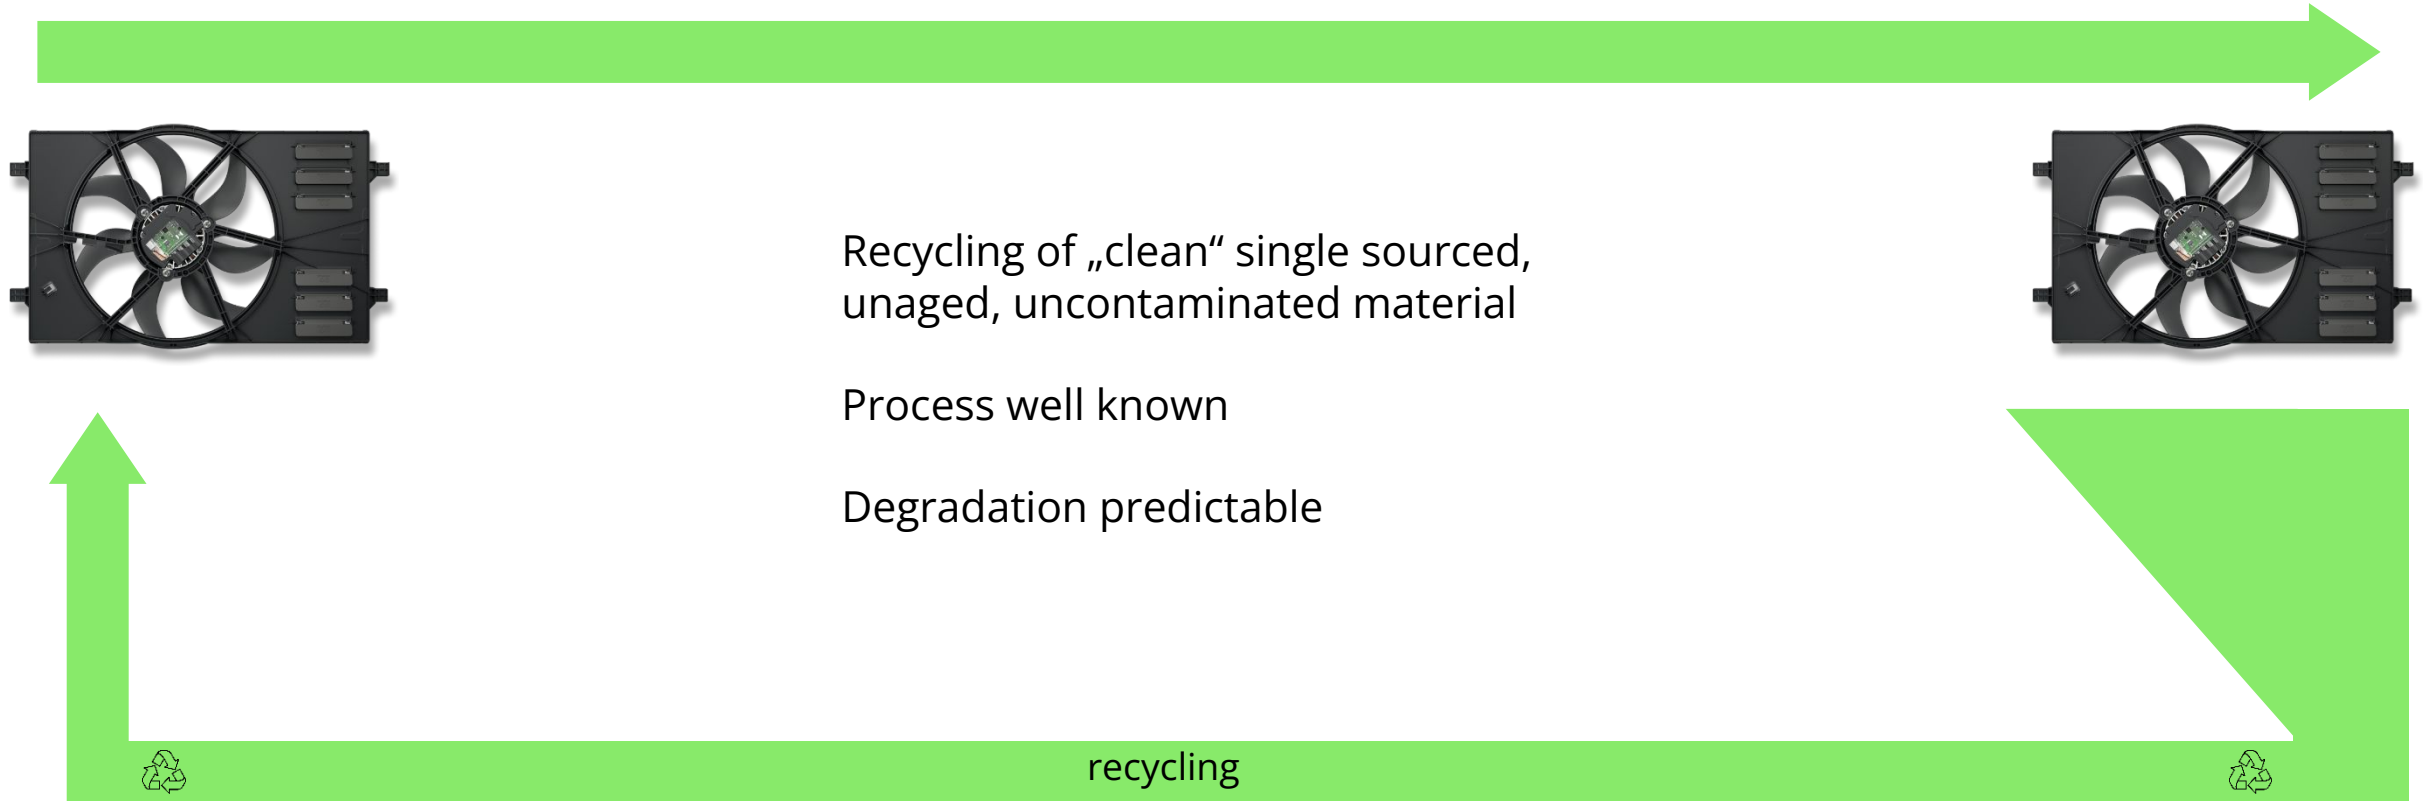 Recycling of „clean“ single sourced,
unaged, uncontaminated material
Process well known
Degradation predictable
recycling